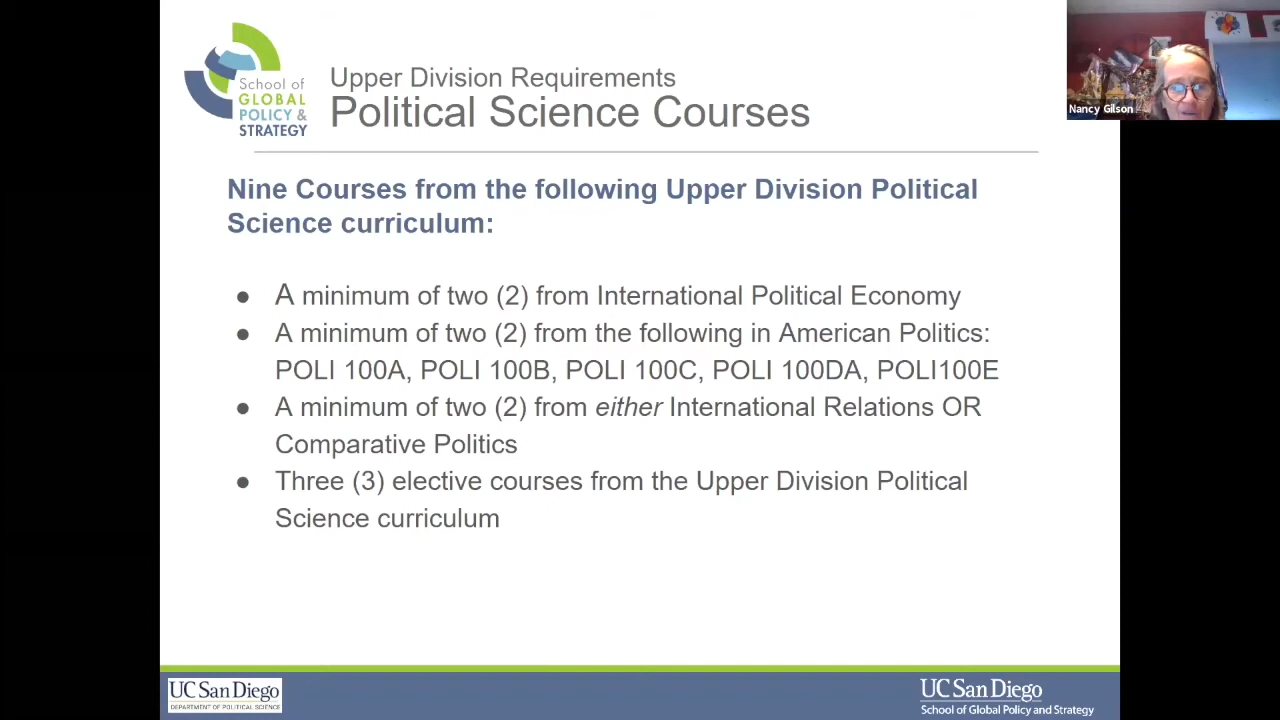 School of
GLOBAL
POLICY &
STRATEGY
Upper Division Requirements
Political Science Courses
Nancy Gilson
Nine Courses from the following Upper Division Political
Science curriculum:
● A minimum of two (2) from International Political Economy
● A minimum of two (2) from the following in American Politics:
POLI 100A, POLI 100B, POLI 100C, POLI 100DA, POLI100E
● A minimum of two (2) from either International Relations OR
Comparative Politics
● Three (3) elective courses from the Upper Division Political
Science curriculum
UC San Diego
DEPARTMENT OF POLITICAL SCIENCE
UC San Diego
School of Global Policy and Strategy